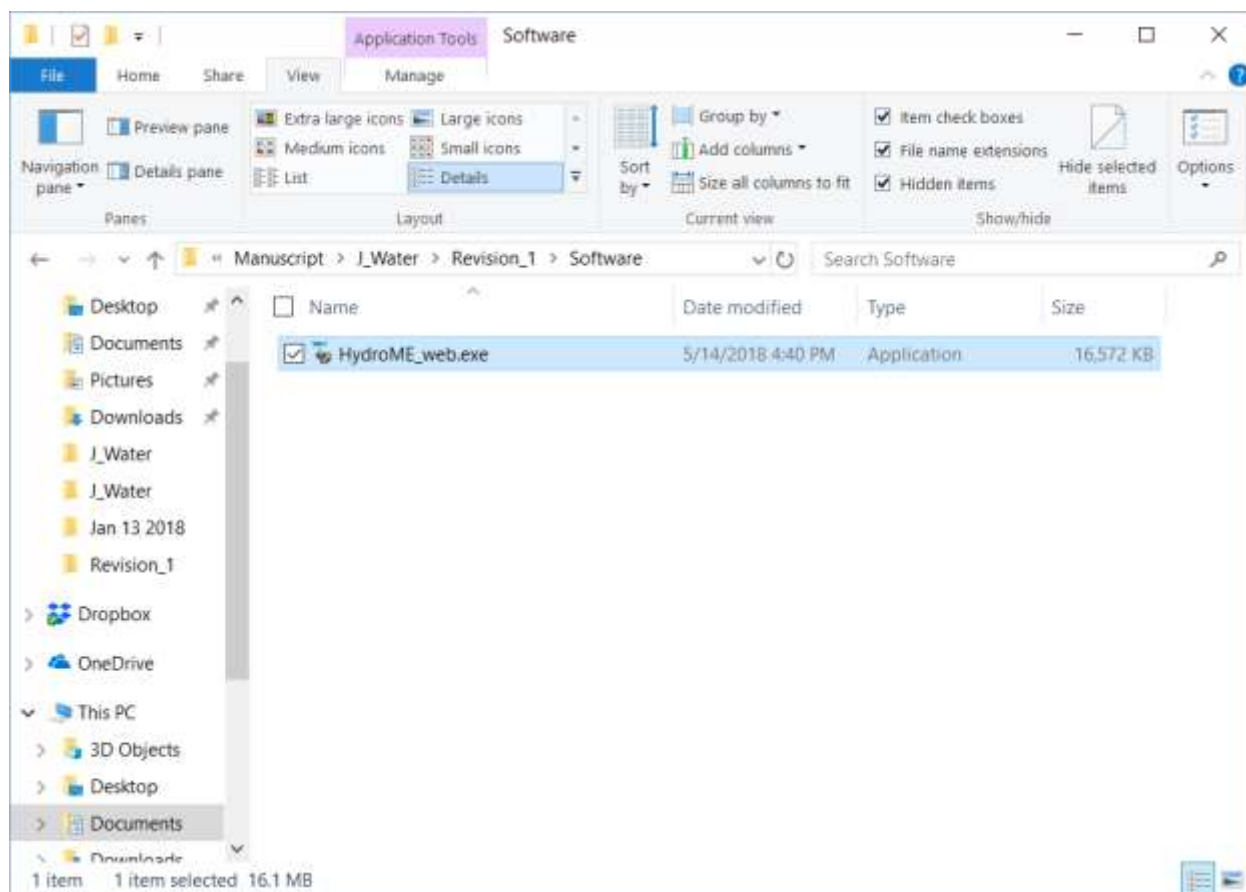 Application Tools Software
File Home Share View Manage
Extra large icons Large icons Group by Item check boxes
Preview pane Medium icons Small icons Add columns File name extensions
Navigation pane Details pane List Details Sort by Size all columns to fit Hidden items Hide selected items Options
Panes Layout Current view Show/hide
« Manuscript > J_Water > Revision_1 > Software Search Software
Desktop Name Date modified Type Size
Documents HydroME_web.exe 5/14/2018 4:40 PM Application 16,572 KB
Pictures
Downloads
J_Water
J_Water
Jan 13 2018
Revision_1
Dropbox
OneDrive
This PC
3D Objects
Desktop
Documents
Downloads
1 item 1 item selected 16.1 MB